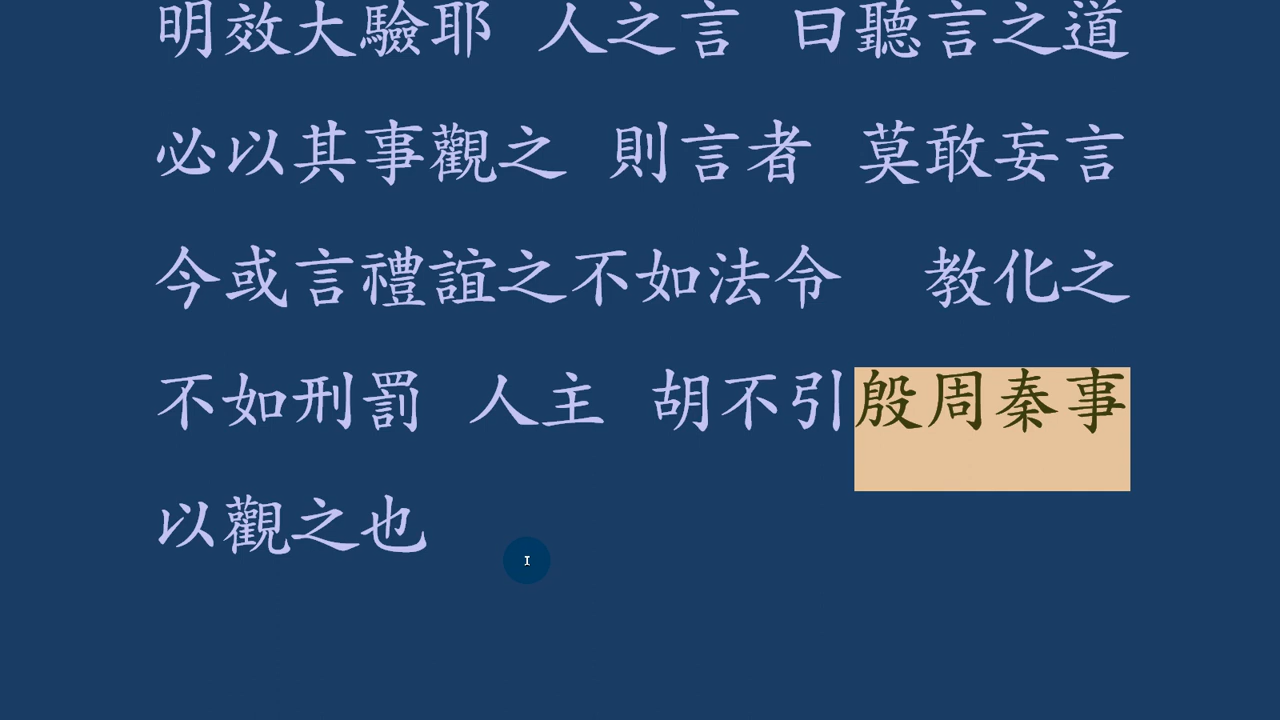 明效大驗耶 人之言 曰聽言之道
必以其事觀之 則言者 莫敢妄言
今或言禮誼之不如法令 教化之
不如刑罰 人主 胡不引殷周秦事
以觀之也